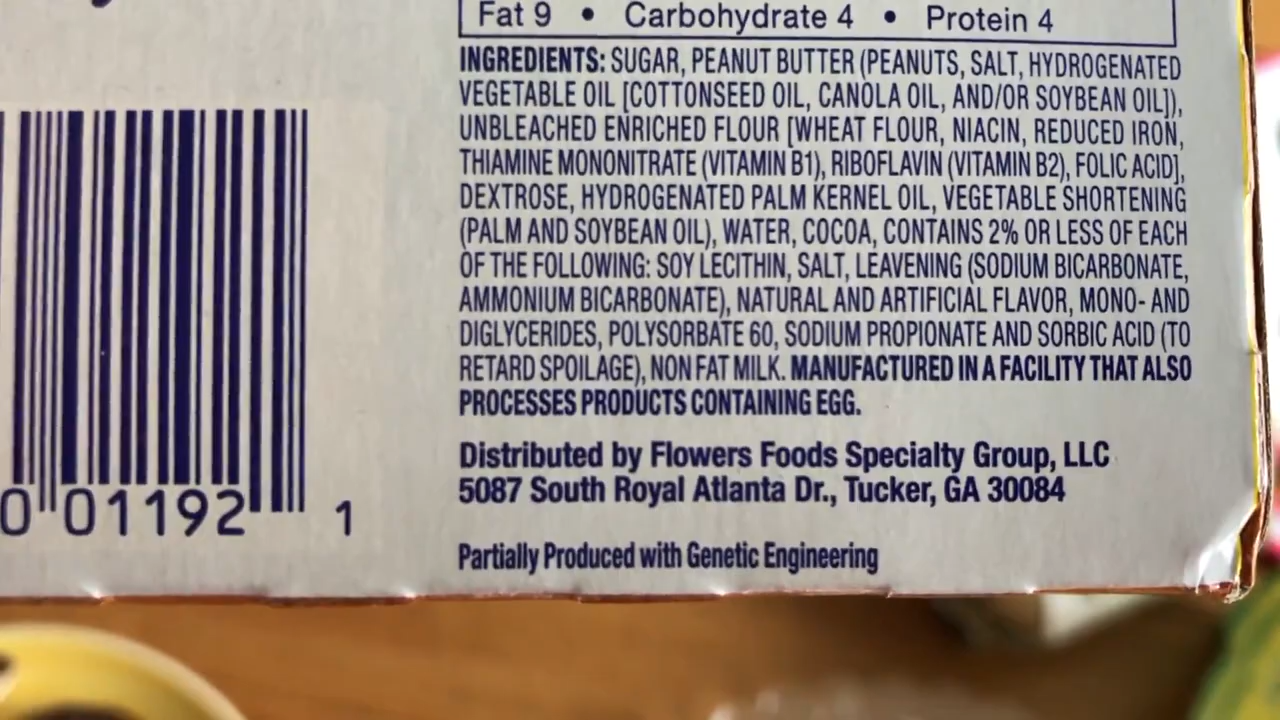 Fat 9 • Carbohydrate 4 • Protein 4
INGREDIENTS: SUGAR, PEANUT BUTTER (PEANUTS, SALT, HYDROGENATED
VEGETABLE OIL [COTTONSEED OIL, CANOLA OIL, AND/OR SOYBEAN OIL]),
UNBLEACHED ENRICHED FLOUR [WHEAT FLOUR, NIACIN, REDUCED IRON,
THIAMINE MONONITRATE (VITAMIN B1), RIBOFLAVIN (VITAMIN B2), FOLIC ACID],
DEXTROSE, HYDROGENATED PALM KERNEL OIL, VEGETABLE SHORTENING
(PALM AND SOYBEAN OIL), WATER, COCOA, CONTAINS 2% OR LESS OF EACH
OF THE FOLLOWING: SOY LECITHIN, SALT, LEAVENING (SODIUM BICARBONATE,
AMMONIUM BICARBONATE), NATURAL AND ARTIFICIAL FLAVOR, MONO- AND
DIGLYCERIDES, POLYSORBATE 60, SODIUM PROPIONATE AND SORBIC ACID (TO
RETARD SPOILAGE), NON FAT MILK. MANUFACTURED IN A FACILITY THAT ALSO
PROCESSES PRODUCTS CONTAINING EGG.
Distributed by Flowers Foods Specialty Group, LLC
5087 South Royal Atlanta Dr., Tucker, GA 30084
Partially Produced with Genetic Engineering
0 01192 1